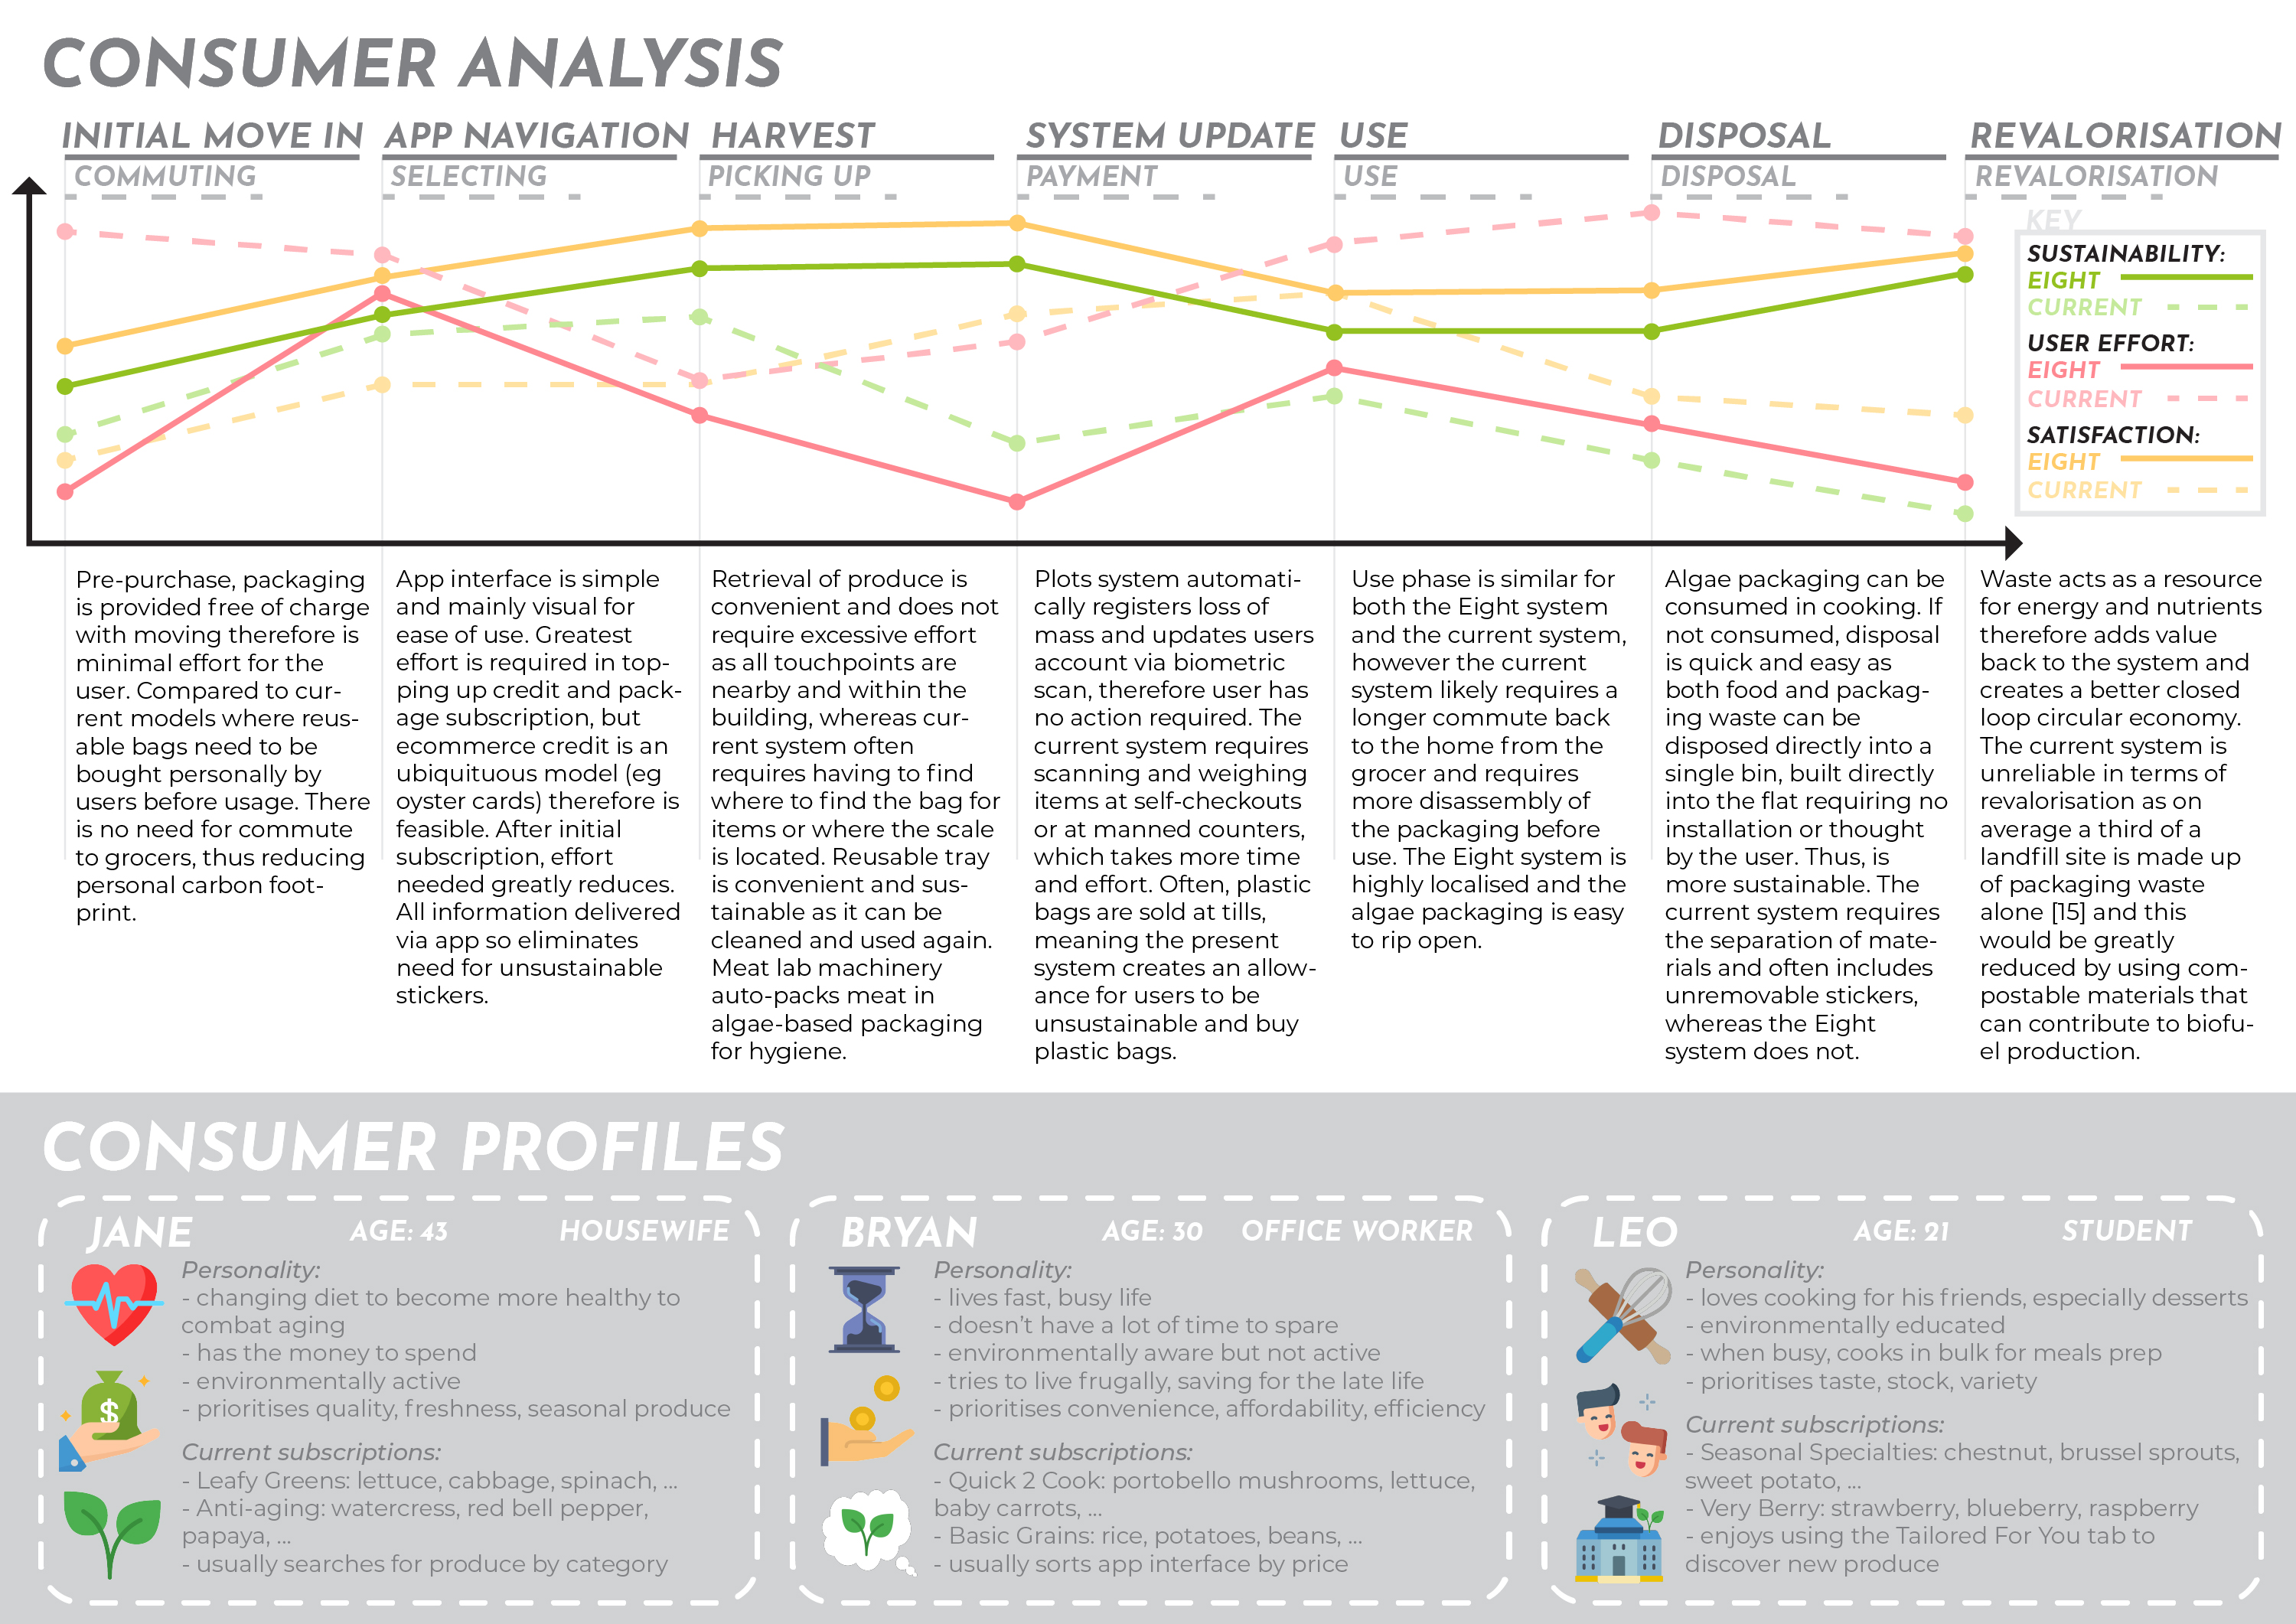 CONSUMER ANALYSIS
INITIAL MOVE IN
COMMUTING
APP NAVIGATION
SELECTING
HARVEST
PICKING UP
SYSTEM UPDATE
PAYMENT
USE
USE
DISPOSAL
DISPOSAL
REVALORISATION
REVALORISATION
KEY
SUSTAINABILITY:
EIGHT
CURRENT
USER EFFORT:
EIGHT
CURRENT
SATISFACTION:
EIGHT
CURRENT
Pre-purchase, packaging
is provided free of charge
with moving therefore is
minimal effort for the
user. Compared to cur-
rent models where reus-
able bags need to be
bought personally by
users before usage. There
is no need for commute
to grocers, thus reducing
personal carbon foot-
print.
App interface is simple
and mainly visual for
ease of use. Greatest
effort is required in top-
ping up credit and pack-
age subscription, but
ecommerce credit is an
ubiquituous model (eg
oyster cards) therefore is
feasible. After initial
subscription, effort
needed greatly reduces.
All information delivered
via app so eliminates
need for unsustainable
stickers.
Retrieval of produce is
convenient and does not
require excessive effort
as all touchpoints are
nearby and within the
building, whereas cur-
rent system often
requires having to find
where to find the bag for
items or where the scale
is located. Reusable tray
is convenient and sus-
tainable as it can be
cleaned and used again.
Meat lab machinery
auto-packs meat in
algae-based packaging
for hygiene.
Plots system automati-
cally registers loss of
mass and updates users
account via biometric
scan, therefore user has
no action required. The
current system requires
scanning and weighing
items at self-checkouts
or at manned counters,
which takes more time
and effort. Often, plastic
bags are sold at tills,
meaning the present
system creates an allow-
ance for users to be
unsustainable and buy
plastic bags.
Use phase is similar for
both the Eight system
and the current system,
however the current
system likely requires a
longer commute back
to the home from the
grocer and requires
more disassembly of
the packaging before
use. The Eight system is
highly localised and the
algae packaging is easy
to rip open.
Algae packaging can be
consumed in cooking. If
not consumed, disposal
is quick and easy as
both food and packag-
ing waste can be
disposed directly into a
single bin, built directly
into the flat requiring no
installation or thought
by the user. Thus, is
more sustainable. The
current system requires
the separation of mate-
rials and often includes
unremovable stickers,
whereas the Eight
system does not.
Waste acts as a resource
for energy and nutrients
therefore adds value
back to the system and
creates a better closed
loop circular economy.
The current system is
unreliable in terms of
revalorisation as on
average a third of a
landfill site is made up
of packaging waste
alone [15] and this
would be greatly
reduced by using com-
postable materials that
can contribute to biofu-
el production.
CONSUMER PROFILES
JANE AGE: 43 HOUSEWIFE
Personality:
- changing diet to become more healthy to
combat aging
- has the money to spend
- environmentally active
- prioritises quality, freshness, seasonal produce
Current subscriptions:
- Leafy Greens: lettuce, cabbage, spinach, ...
- Anti-aging: watercress, red bell pepper,
papaya, ...
- usually searches for produce by category
$
BRYAN AGE: 30 OFFICE WORKER
Personality:
- lives fast, busy life
- doesn't have a lot of time to spare
- environmentally aware but not active
- tries to live frugally, saving for the late life
- prioritises convenience, affordability, efficiency
Current subscriptions:
- Quick 2 Cook: portobello mushrooms, lettuce,
baby carrots, ...
- Basic Grains: rice, potatoes, beans, ...
- usually sorts app interface by price
LEO AGE: 21 STUDENT
Personality:
- loves cooking for his friends, especially desserts
- environmentally educated
- when busy, cooks in bulk for meals prep
- prioritises taste, stock, variety
Current subscriptions:
- Seasonal Specialties: chestnut, brussel sprouts,
sweet potato, ...
- Very Berry: strawberry, blueberry, raspberry
- enjoys using the Tailored For You tab to
discover new produce